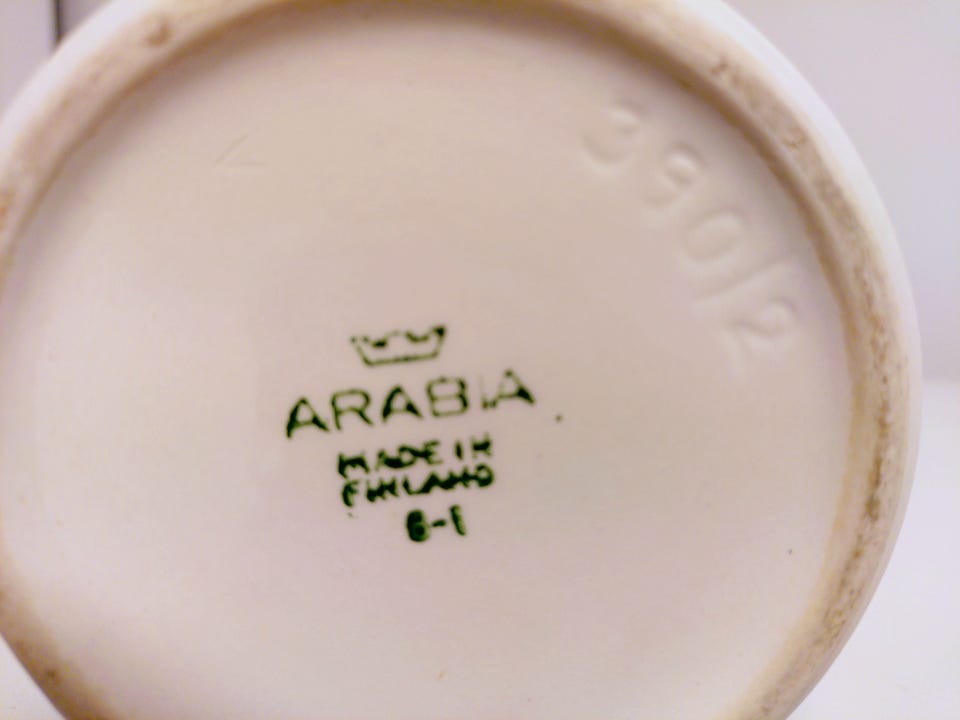 390/2
ARABIA
MADE IN
FINLAND
6-1